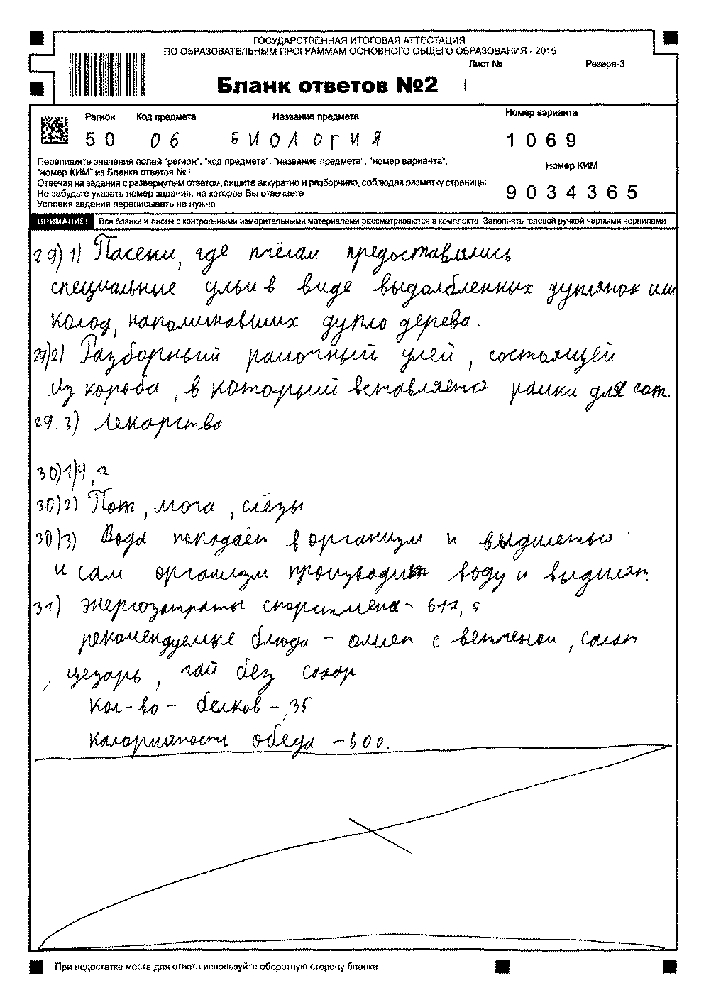 ГОСУДАРСТВЕННАЯ ИТОГОВАЯ АТТЕСТАЦИЯ
ПО ОБРАЗОВАТЕЛЬНЫМ ПРОГРАММАМ ОСНОВНОГО ОБЩЕГО ОБРАЗОВАНИЯ - 2015
Лист № Резерв-3
Бланк ответов №2 1
Регион Код предмета Название предмета Номер варианта
50 06 БИОЛОГИЯ 1069
Перепишите значения полей "регион", "код предмета", "название предмета", "номер варианта",
"номер КИМ" из Бланка ответов №1
Номер КИМ
Отвечая на задания с развернутым ответом, пишите аккуратно и разборчиво, соблюдая разметку страницы
Не забудьте указать номер задания, на которое Вы отвечаете
Условия задания переписывать не нужно
9034365
ВНИМАНИЕ! Все бланки и листы с контрольными измерительными материалами рассматриваются в комплекте Заполнять гелевой ручкой черными чернилами
29) 1) Пасеки, где пчёлам предоставлялись
специальные ульи в виде выдолбленных дуплянок или
колод, напоминавших дупло дерева.
29)2) Разборный рамочный улей, состоящей
из короба, в который вставляется рамки для сот.
29.3) Лекарство
30)1)4,2
30)2) Пот, моча, слёзы
30)3) Вода попадает в организм и выдилеться
и сам организм производит воду и выдилят.
31) Энергозатраты спортсмена - 612,5
рекомендуемые блюда - омлет с ветченой, салат
, цезарь, чай без сахар
Кол-во - белков - 35
Калорийность обеда - 600.
При недостатке места для ответа используйте оборотную сторону бланка